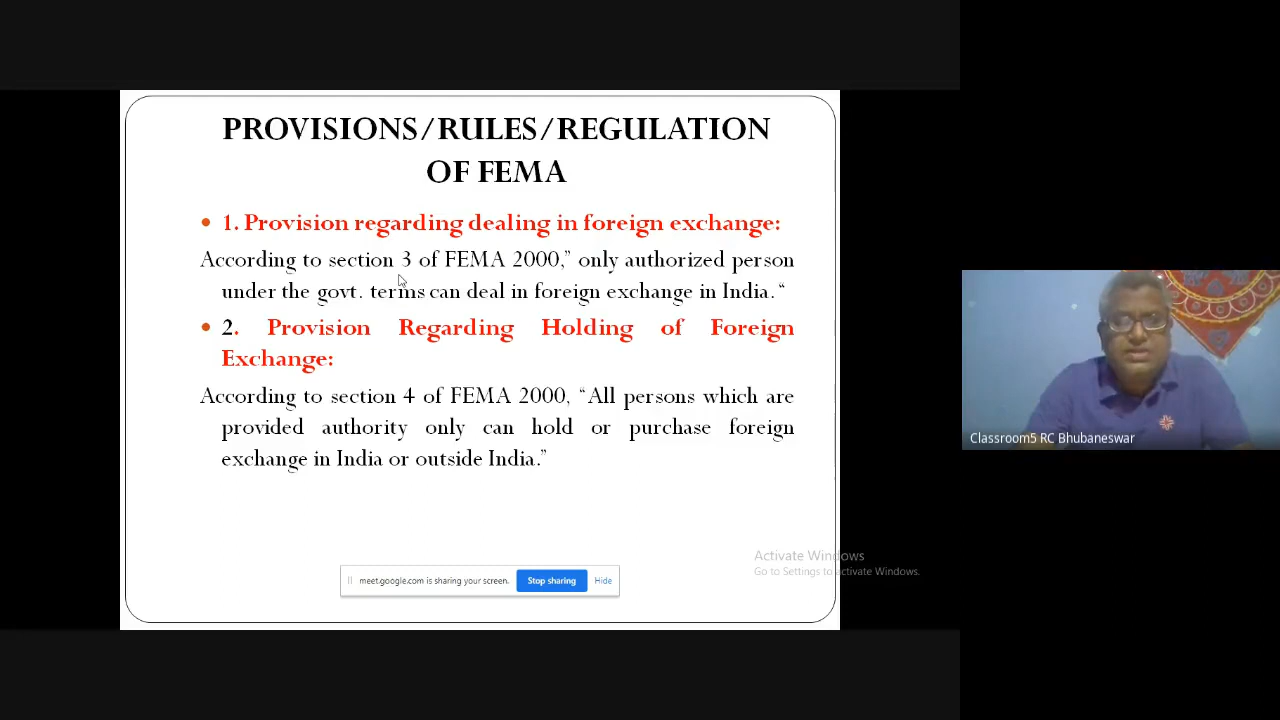 PROVISIONS/RULES/REGULATION
OF FEMA
• 1. Provision regarding dealing in foreign exchange:
According to section 3 of FEMA 2000,” only authorized person
under the govt. terms can deal in foreign exchange in India.“
• 2. Provision Regarding Holding of Foreign
Exchange:
According to section 4 of FEMA 2000, “All persons which are
provided authority only can hold or purchase foreign
exchange in India or outside India.”
Activate Windows
Go to Settings to activate Windows.
meet.google.com is sharing your screen.
Stop sharing
Hide
Classroom5 RC Bhubaneswar